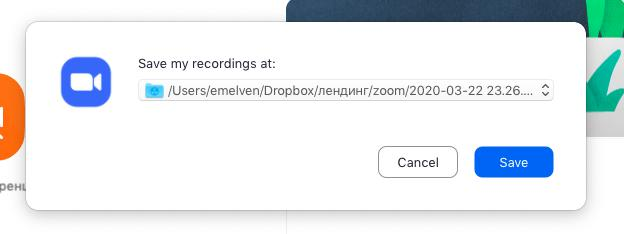 Save my recordings at:
/Users/emelven/Dropbox/лендинг/zoom/2020-03-22 23.26....
Cancel
Save